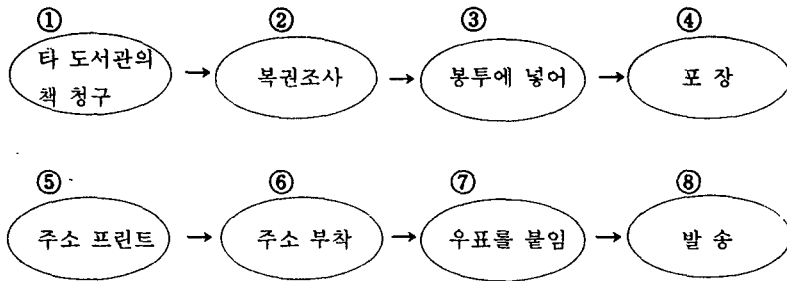 ① ② ③ ④
타 도서관의
책 청구 → 복권조사 → 봉투에 넣어 → 포 장
⑤ ⑥ ⑦ ⑧
주소 프린트 → 주소 부착 → 우표를 붙임 → 발 송